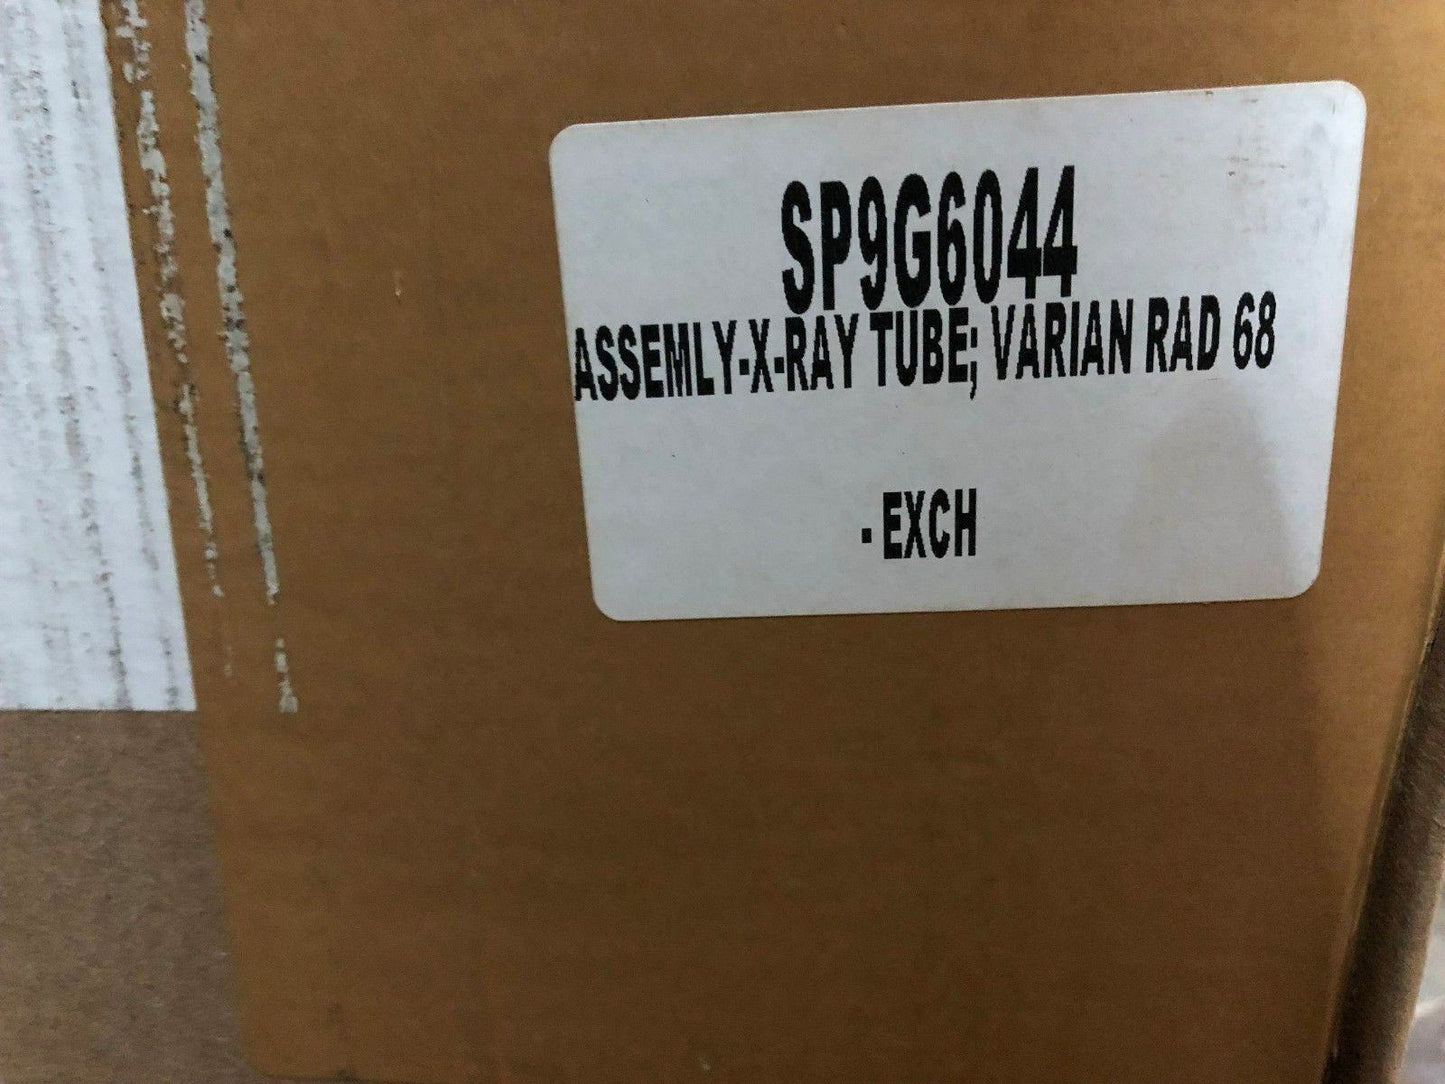 SP9G6044
ASSEMLY-X-RAY TUBE; VARIAN RAD 68
- EXCH